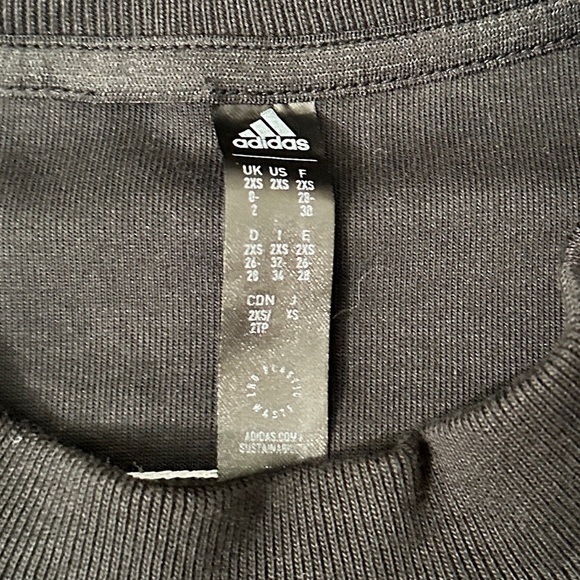 adidas
UK US F
2XS 2XS 2XS
0- 28-
2 30
D I E
2XS 2XS 2XS
26- 32- 26-
28 34 28
CDN J
2XS/ XS
2TP
END PLASTIC WASTE
ADIDAS.COM/